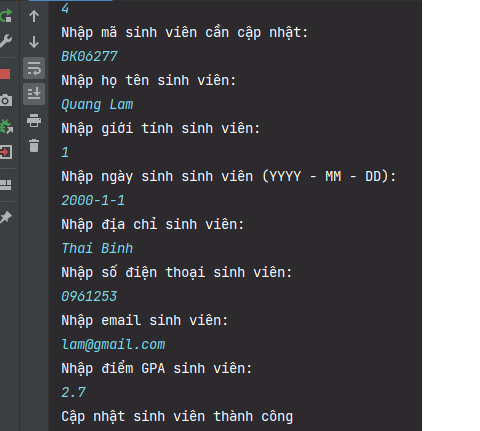 4
Nhập mã sinh viên cần cập nhật:
BK06277
Nhập họ tên sinh viên:
Quang Lam
Nhập giới tính sinh viên:
1
Nhập ngày sinh sinh viên (YYYY - MM - DD):
2000-1-1
Nhập địa chỉ sinh viên:
Thai Binh
Nhập số điện thoại sinh viên:
0961253
Nhập email sinh viên:
lam@gmail.com
Nhập điểm GPA sinh viên:
2.7
Cập nhật sinh viên thành công